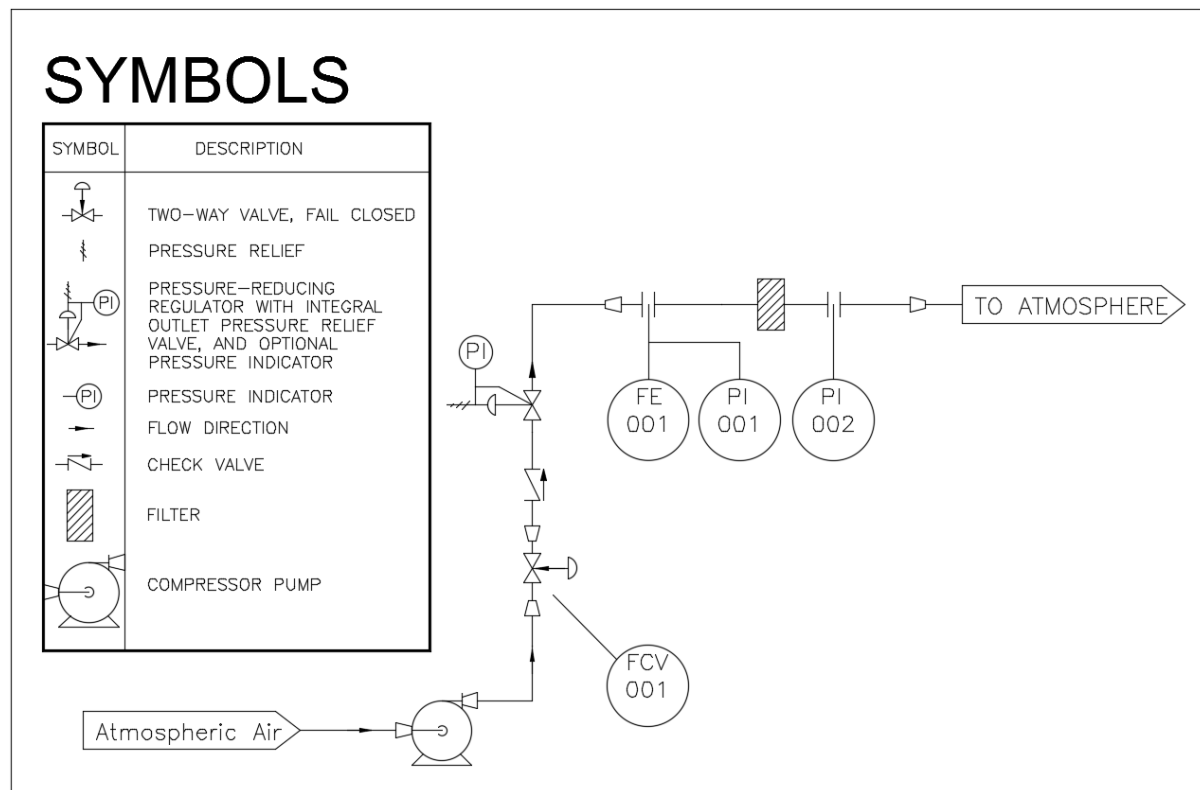 SYMBOLS
SYMBOL DESCRIPTION
TWO-WAY VALVE, FAIL CLOSED
PRESSURE RELIEF
PI
PRESSURE-REDUCING
REGULATOR WITH INTEGRAL
OUTLET PRESSURE RELIEF
VALVE, AND OPTIONAL
PRESSURE INDICATOR
PI
PRESSURE INDICATOR
FLOW DIRECTION
CHECK VALVE
FILTER
COMPRESSOR PUMP
TO ATMOSPHERE
PI
FE
001
PI
001
PI
002
FCV
001
Atmospheric Air